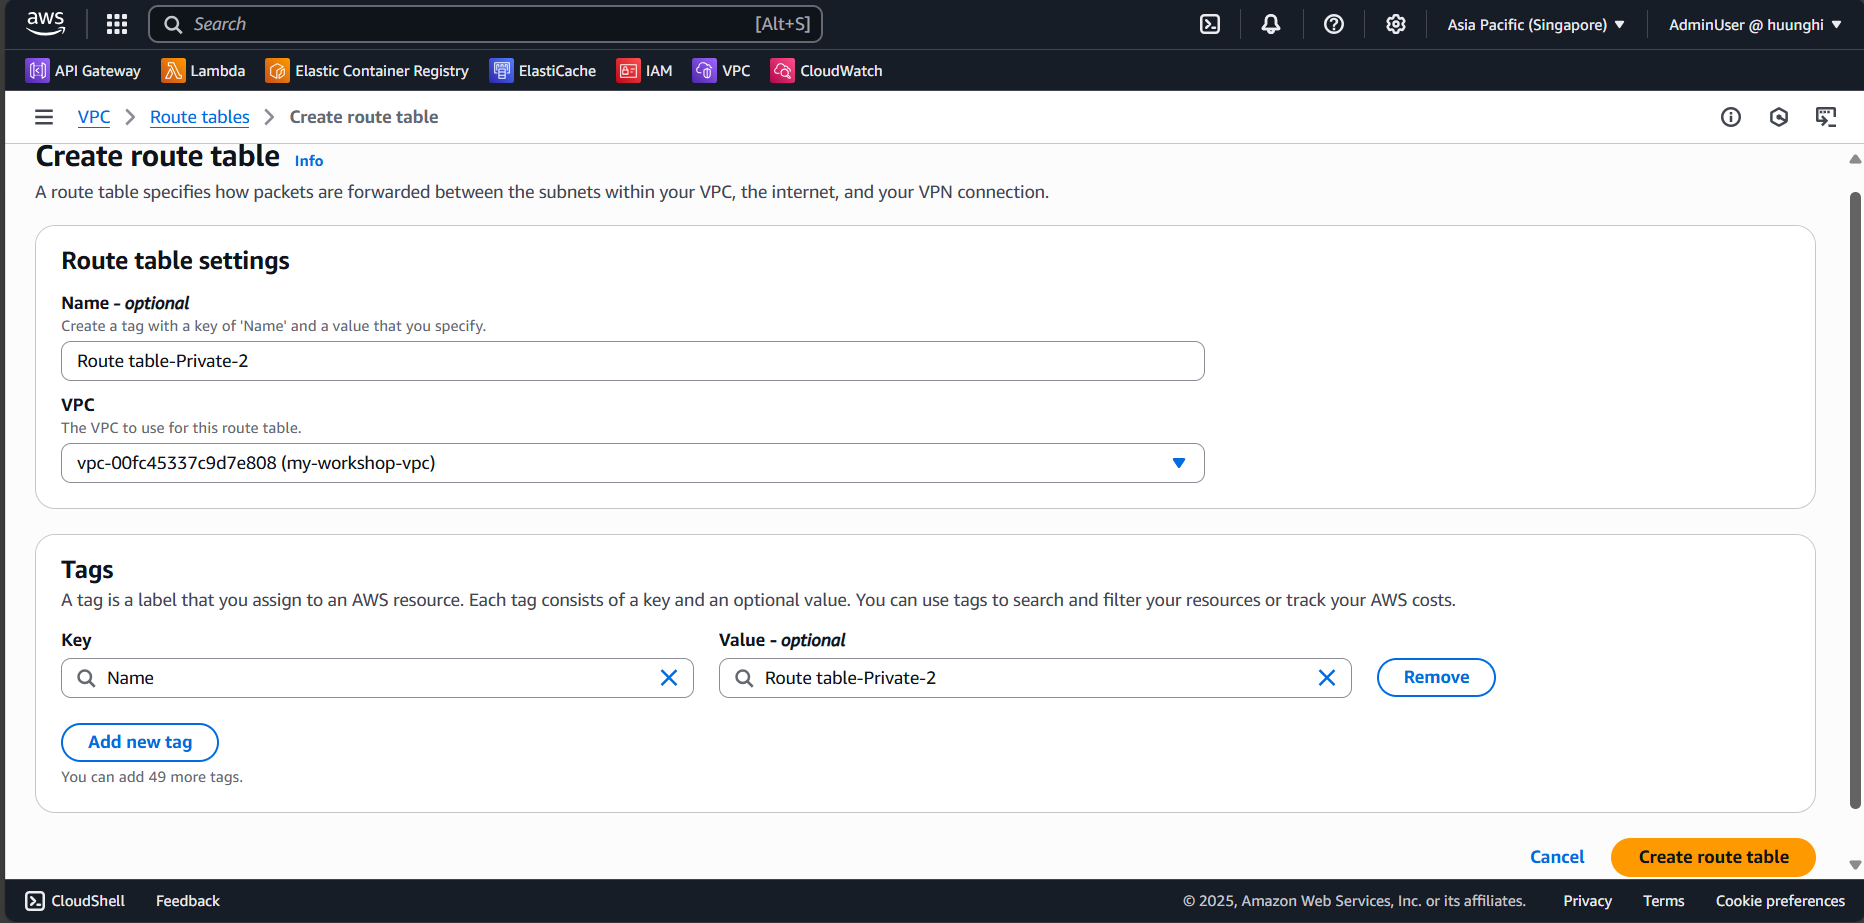 aws
Search [Alt+S]
Asia Pacific (Singapore) AdminUser @ huunghi
API Gateway Lambda Elastic Container Registry ElastiCache IAM VPC CloudWatch
VPC Route tables Create route table
Create route table Info
A route table specifies how packets are forwarded between the subnets within your VPC, the internet, and your VPN connection.
Route table settings
Name - optional
Create a tag with a key of 'Name' and a value that you specify.
Route table-Private-2
VPC
The VPC to use for this route table.
vpc-00fc45337c9d7e808 (my-workshop-vpc)
Tags
A tag is a label that you assign to an AWS resource. Each tag consists of a key and an optional value. You can use tags to search and filter your resources or track your AWS costs.
Key Value - optional
Name Route table-Private-2 Remove
Add new tag
You can add 49 more tags.
Cancel Create route table
CloudShell Feedback © 2025, Amazon Web Services, Inc. or its affiliates. Privacy Terms Cookie preferences